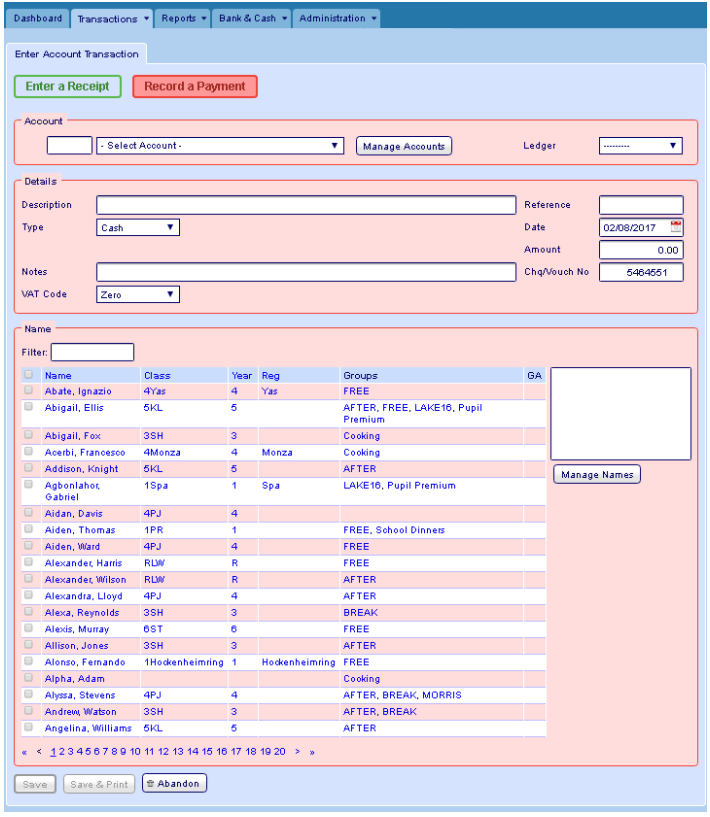 Dashboard Transactions Reports Bank & Cash Administration
Enter Account Transaction
Enter a Receipt Record a Payment
Account
- Select Account - Manage Accounts Ledger ---------
Details
Description Reference
Type Cash Date 02/08/2017
Amount 0.00
Notes Chq/Vouch No 5464551
VAT Code Zero
Name
Filter:
Name Class Year Reg Groups GA
Abate, Ignazio 4Yas 4 Yas FREE
Abigail, Ellis 5KL 5 AFTER, FREE, LAKE16, Pupil
Premium
Abigail, Fox 3SH 3 Cooking
Acerbi, Francesco 4Monza 4 Monza Cooking
Addison, Knight 5KL 5 AFTER
Manage Names
Agbonlahor, 1Spa 1 Spa LAKE16, Pupil Premium
Gabriel
Aidan, Davis 4PJ 4
Aiden, Thomas 1PR 1 FREE, School Dinners
Aiden, Ward 4PJ 4 FREE
Alexander, Harris RLW R FREE
Alexander, Wilson RLW R AFTER
Alexandra, Lloyd 4PJ 4 AFTER
Alexa, Reynolds 3SH 3 BREAK
Alexis, Murray 6ST 6 FREE
Allison, Jones 3SH 3 AFTER
Alonso, Fernando 1Hockenheimring 1 Hockenheimring FREE
Alpha, Adam Cooking
Alyssa, Stevens 4PJ 4 AFTER, BREAK, MORRIS
Andrew, Watson 3SH 3 AFTER, BREAK
Angelina, Williams 5KL 5 AFTER
« < 1 2 3 4 5 6 7 8 9 10 11 12 13 14 15 16 17 18 19 20 > »
Save Save & Print Abandon